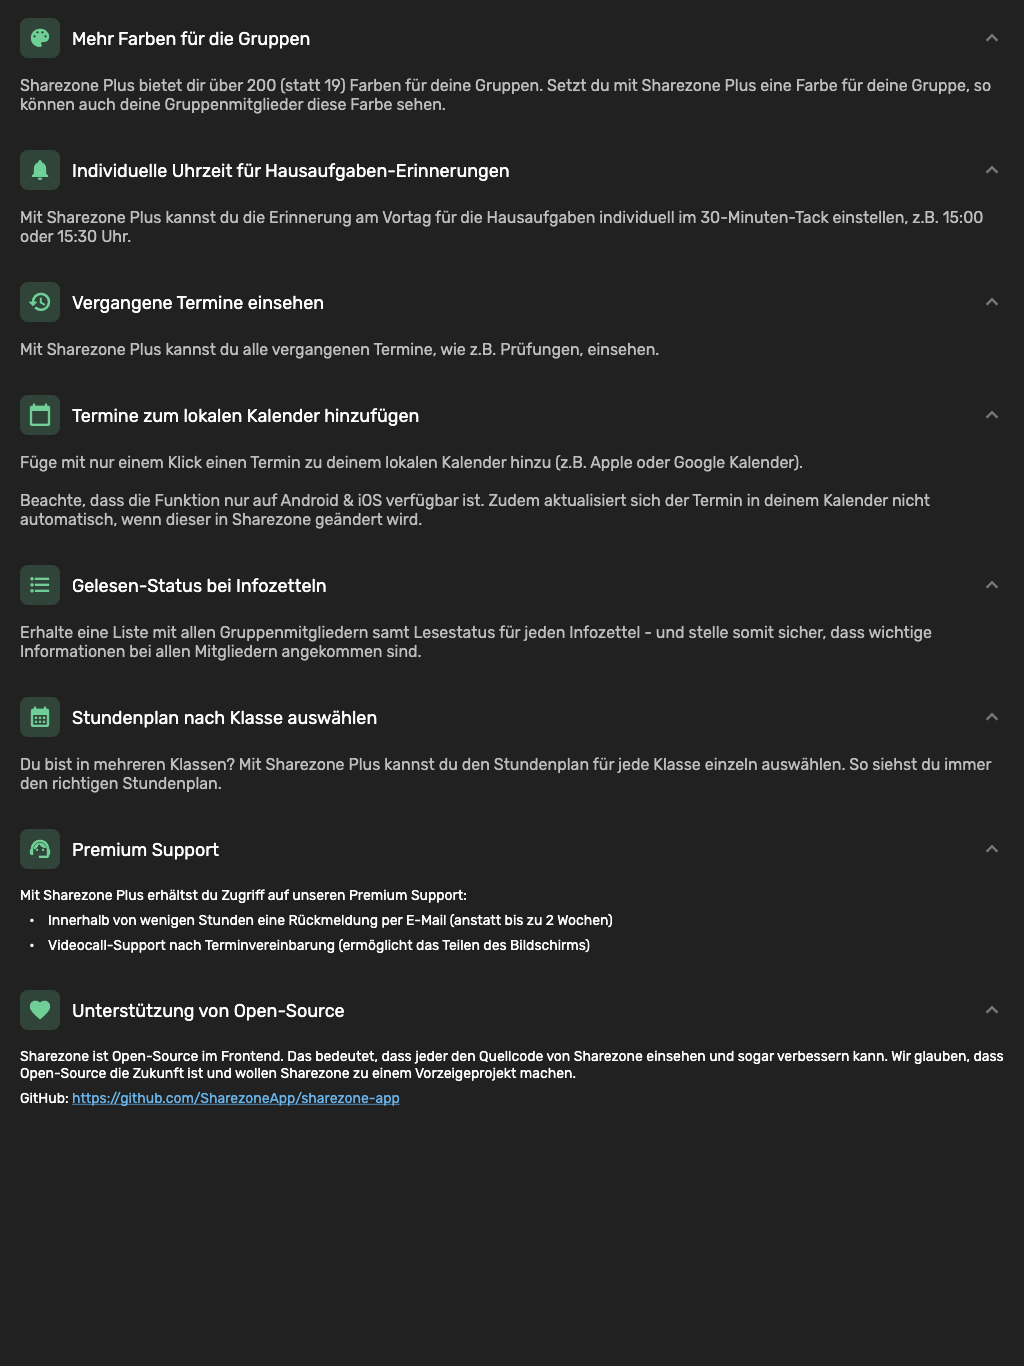 Mehr Farben für die Gruppen
Sharezone Plus bietet dir über 200 (statt 19) Farben für deine Gruppen. Setzt du mit Sharezone Plus eine Farbe für deine Gruppe, so
können auch deine Gruppenmitglieder diese Farbe sehen.
Individuelle Uhrzeit für Hausaufgaben-Erinnerungen
Mit Sharezone Plus kannst du die Erinnerung am Vortag für die Hausaufgaben individuell im 30-Minuten-Tack einstellen, z.B. 15:00
oder 15:30 Uhr.
Vergangene Termine einsehen
Mit Sharezone Plus kannst du alle vergangenen Termine, wie z.B. Prüfungen, einsehen.
Termine zum lokalen Kalender hinzufügen
Füge mit nur einem Klick einen Termin zu deinem lokalen Kalender hinzu (z.B. Apple oder Google Kalender).
Beachte, dass die Funktion nur auf Android & iOS verfügbar ist. Zudem aktualisiert sich der Termin in deinem Kalender nicht
automatisch, wenn dieser in Sharezone geändert wird.
Gelesen-Status bei Infozetteln
Erhalte eine Liste mit allen Gruppenmitgliedern samt Lesestatus für jeden Infozettel - und stelle somit sicher, dass wichtige
Informationen bei allen Mitgliedern angekommen sind.
Stundenplan nach Klasse auswählen
Du bist in mehreren Klassen? Mit Sharezone Plus kannst du den Stundenplan für jede Klasse einzeln auswählen. So siehst du immer
den richtigen Stundenplan.
Premium Support
Mit Sharezone Plus erhältst du Zugriff auf unseren Premium Support:
• Innerhalb von wenigen Stunden eine Rückmeldung per E-Mail (anstatt bis zu 2 Wochen)
• Videocall-Support nach Terminvereinbarung (ermöglicht das Teilen des Bildschirms)
Unterstützung von Open-Source
Sharezone ist Open-Source im Frontend. Das bedeutet, dass jeder den Quellcode von Sharezone einsehen und sogar verbessern kann. Wir glauben, dass
Open-Source die Zukunft ist und wollen Sharezone zu einem Vorzeigeprojekt machen.
GitHub: https://github.com/SharezoneApp/sharezone-app